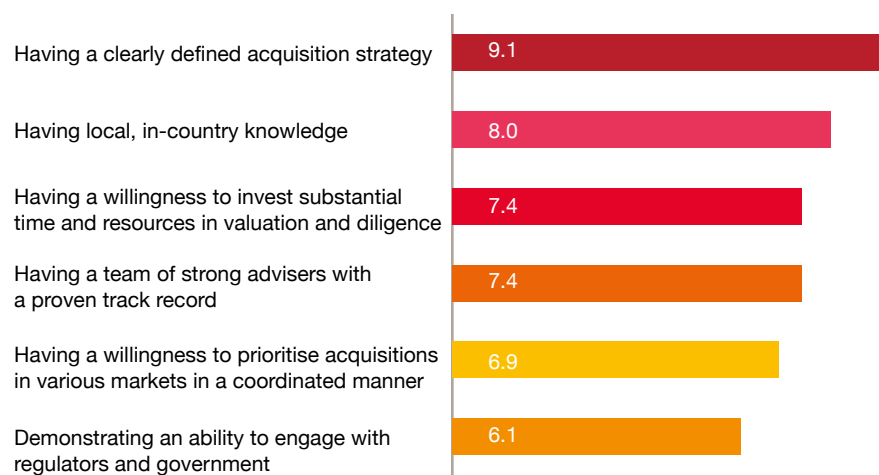 Having a clearly defined acquisition strategy
9.1
Having local, in-country knowledge
8.0
Having a willingness to invest substantial
time and resources in valuation and diligence
7.4
Having a team of strong advisers with
a proven track record
7.4
Having a willingness to prioritise acquisitions
in various markets in a coordinated manner
6.9
Demonstrating an ability to engage with
regulators and government
6.1